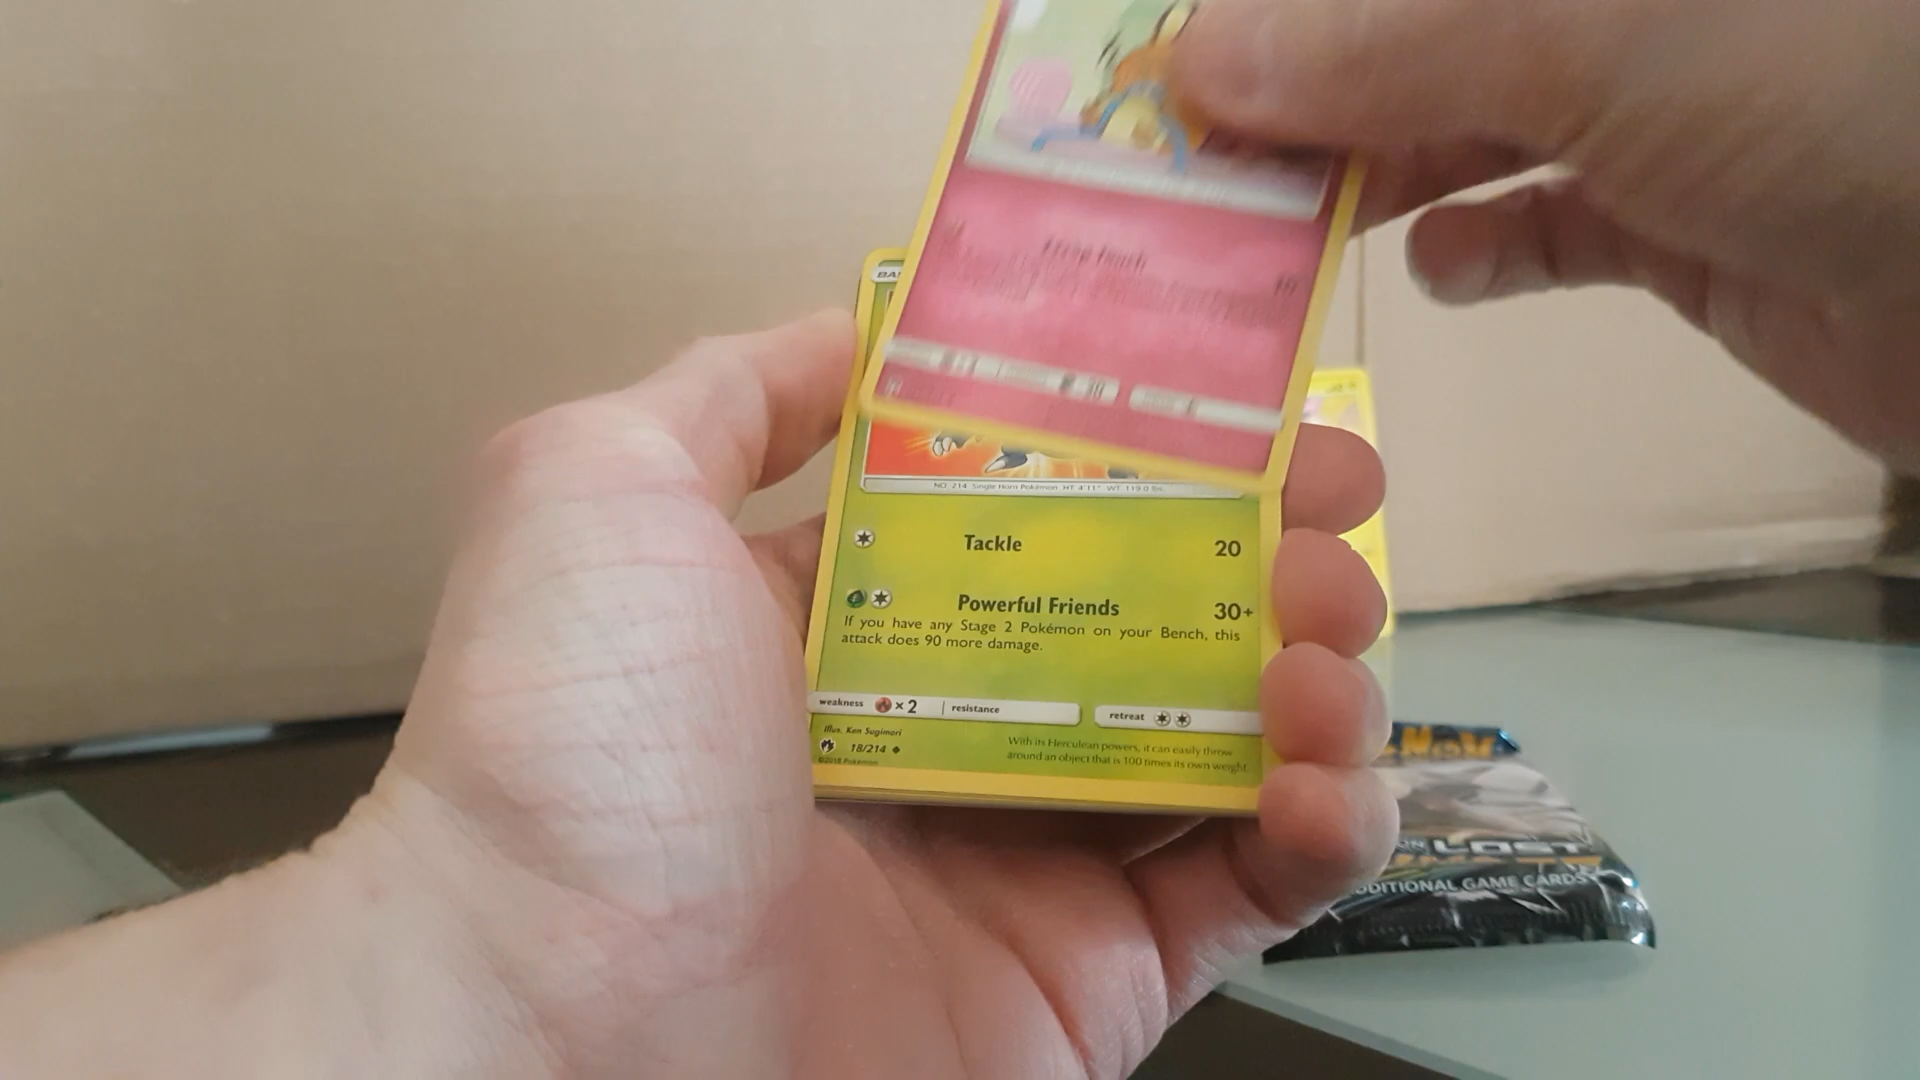 BA
NO. 214 Single Horn Pokémon HT: 4'11" WT: 119.0 lbs.
Tackle 20
Powerful Friends 30+
If you have any Stage 2 Pokémon on your Bench, this
attack does 90 more damage.
weakness ×2 resistance retreat
Illus. Ken Sugimori
18/214
©2018 Pokémon
With its Herculean powers, it can easily throw
around an object that is 100 times its own weight.
LOST
ADDITIONAL GAME CARDS